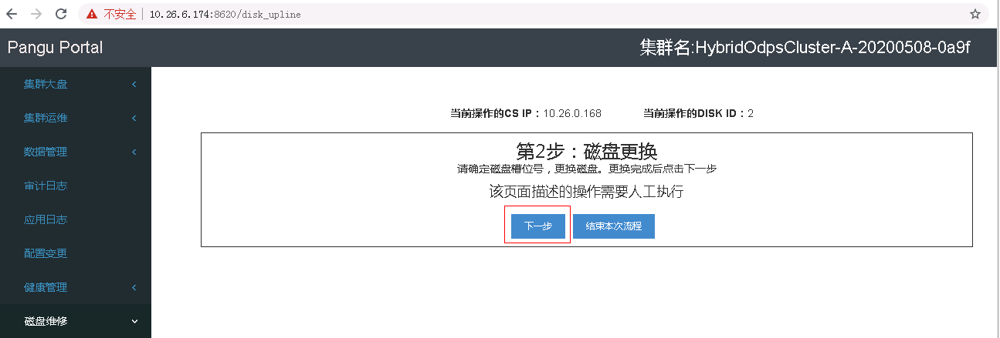 不安全 | 10.26.6.174:8620/disk_upline
Pangu Portal 集群名:HybridOdpsCluster-A-20200508-0a9f
集群大盘
集群运维
数据管理
审计日志
应用日志
配置变更
健康管理
磁盘维修
当前操作的CS IP：10.26.0.168 当前操作的DISK ID：2
第2步：磁盘更换
请确定磁盘槽位号，更换磁盘。更换完成后点击下一步
该页面描述的操作需要人工执行
下一步 结束本次流程